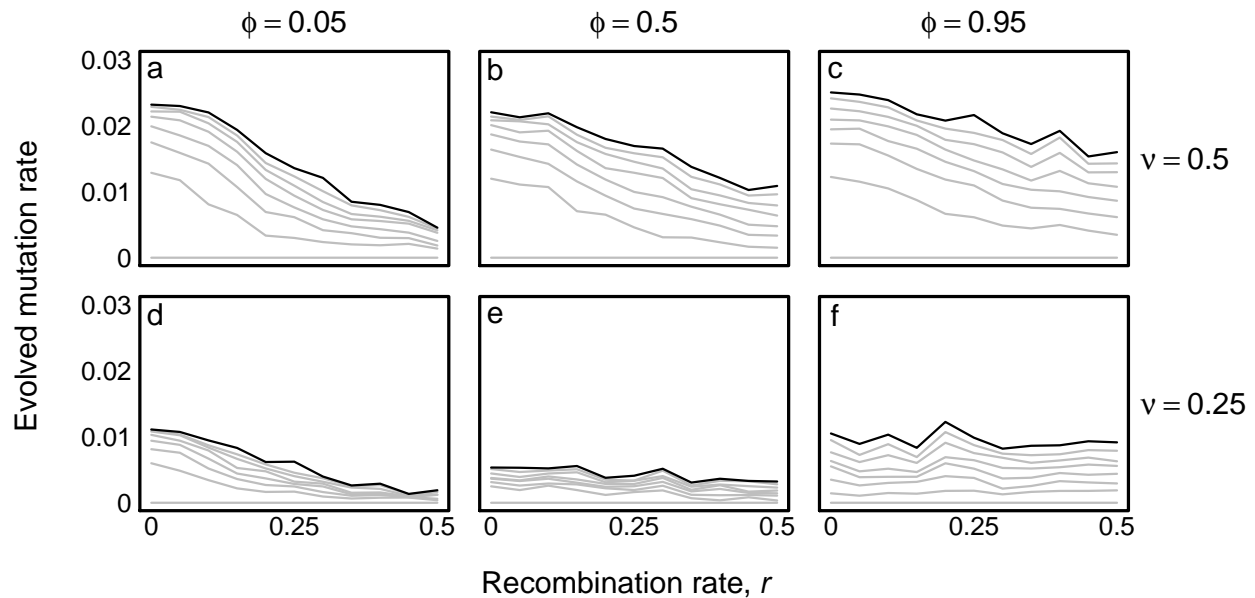 ϕ = 0.05
ϕ = 0.5
ϕ = 0.95
Evolved mutation rate
0.03
0.02
0.01
0
a
b
c
ν = 0.5
0.03
0.02
0.01
0
d
e
f
ν = 0.25
0
0.25
0.5
0
0.25
0.5
0
0.25
0.5
Recombination rate, r